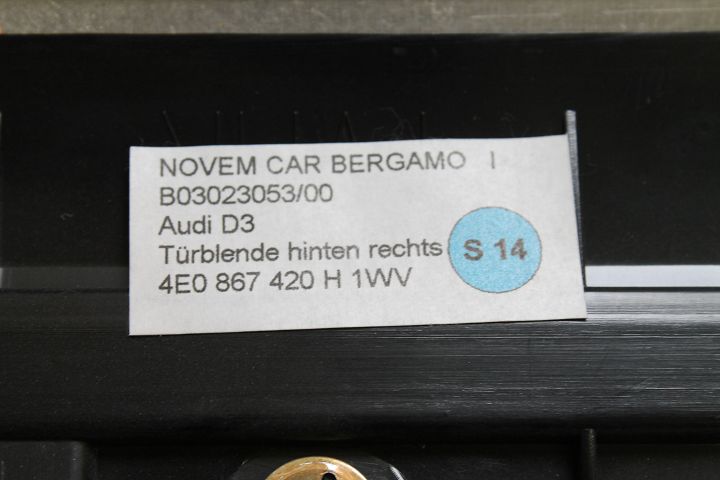 NOVEM CAR BERGAMO I
B03023053/00
Audi D3
Türblende hinten rechts
S 14
4E0 867 420 H 1WV